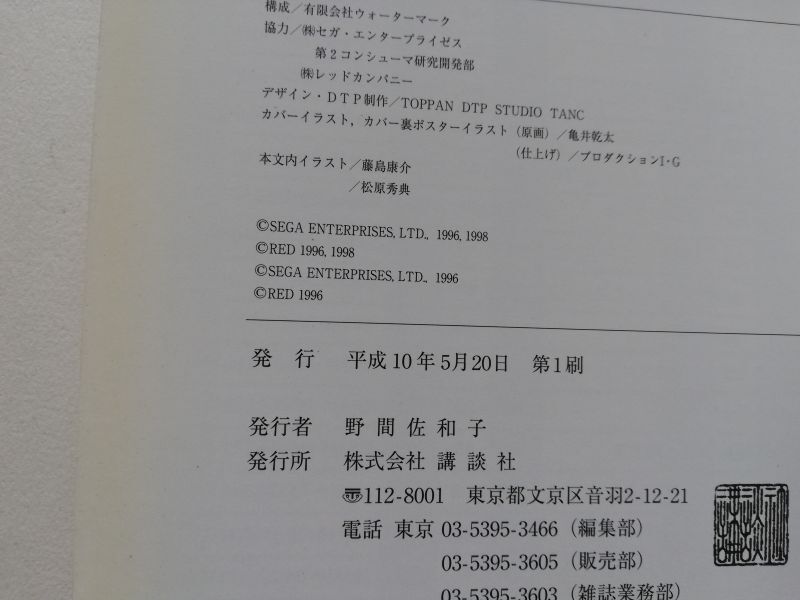 構成／有限会社ウォーターマーク
協力／㈱セガ・エンタープライゼス
第2コンシューマ研究開発部
㈱レッドカンパニー
デザイン・DTP制作／TOPPAN DTP STUDIO TANC
カバーイラスト，カバー裏ポスターイラスト（原画）／亀井乾太
（仕上げ）／プロダクションI・G
本文内イラスト／藤島康介
／松原秀典
©SEGA ENTERPRISES, LTD., 1996, 1998
©RED 1996, 1998
©SEGA ENTERPRISES, LTD., 1996
©RED 1996
発 行 平成10年5月20日 第1刷
発行者 野間佐和子
発行所 株式会社 講談社
〠112-8001 東京都文京区音羽2-12-21
電話 東京 03-5395-3466（編集部）
03-5395-3605（販売部）
03-5395-3603（雑誌業務部）